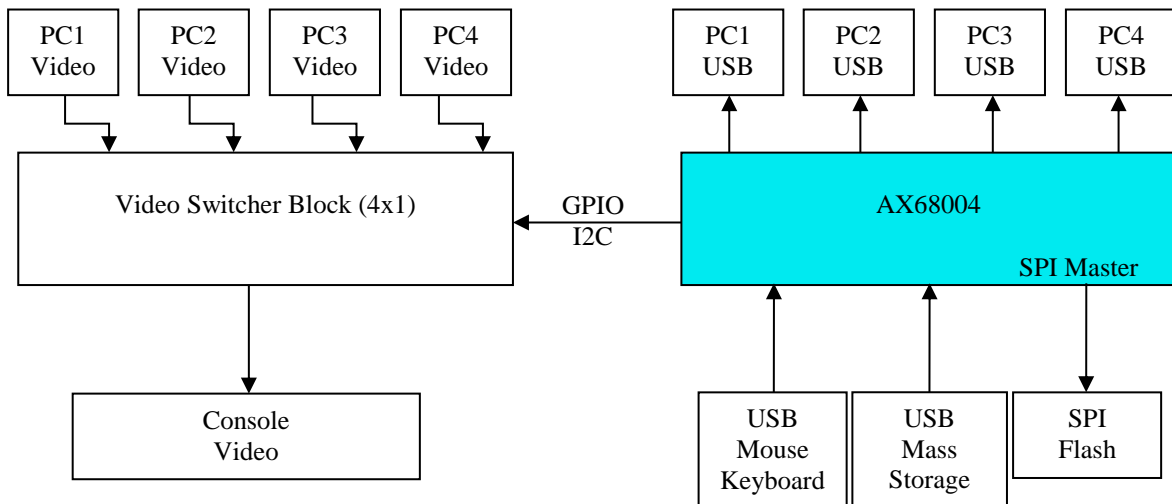 PC1
Video
PC2
Video
PC3
Video
PC4
Video
PC1
USB
PC2
USB
PC3
USB
PC4
USB
Video Switcher Block (4x1)
GPIO
I2C
AX68004
SPI Master
Console
Video
USB
Mouse
Keyboard
USB
Mass
Storage
SPI
Flash